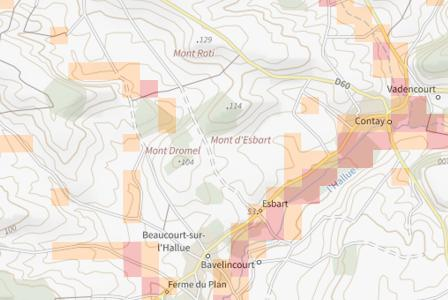 129
Mont Roti
D60
Vadencourt
114
Contay
Mont d'Esbart
Mont Dromel
104
l'Hallue
Esbart
53
100
Beaucourt-sur-
l'Hallue
Bavelincourt
Ferme du Plan